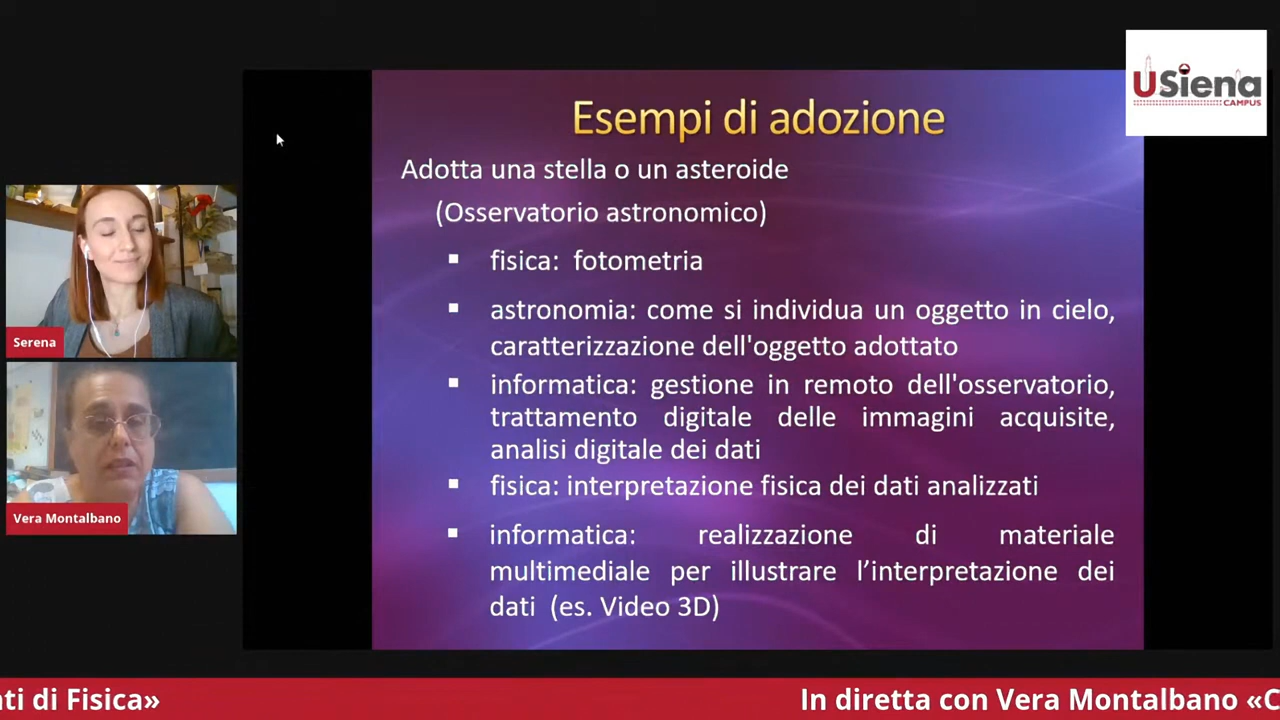 USiena
CAMPUS
Esempi di adozione
Adotta una stella o un asteroide
(Osservatorio astronomico)
▪ fisica: fotometria
▪ astronomia: come si individua un oggetto in cielo,
caratterizzazione dell'oggetto adottato
▪ informatica: gestione in remoto dell'osservatorio,
trattamento digitale delle immagini acquisite,
analisi digitale dei dati
▪ fisica: interpretazione fisica dei dati analizzati
▪ informatica: realizzazione di materiale
multimediale per illustrare l’interpretazione dei
dati (es. Video 3D)
Serena
Vera Montalbano
ti di Fisica» In diretta con Vera Montalbano «C